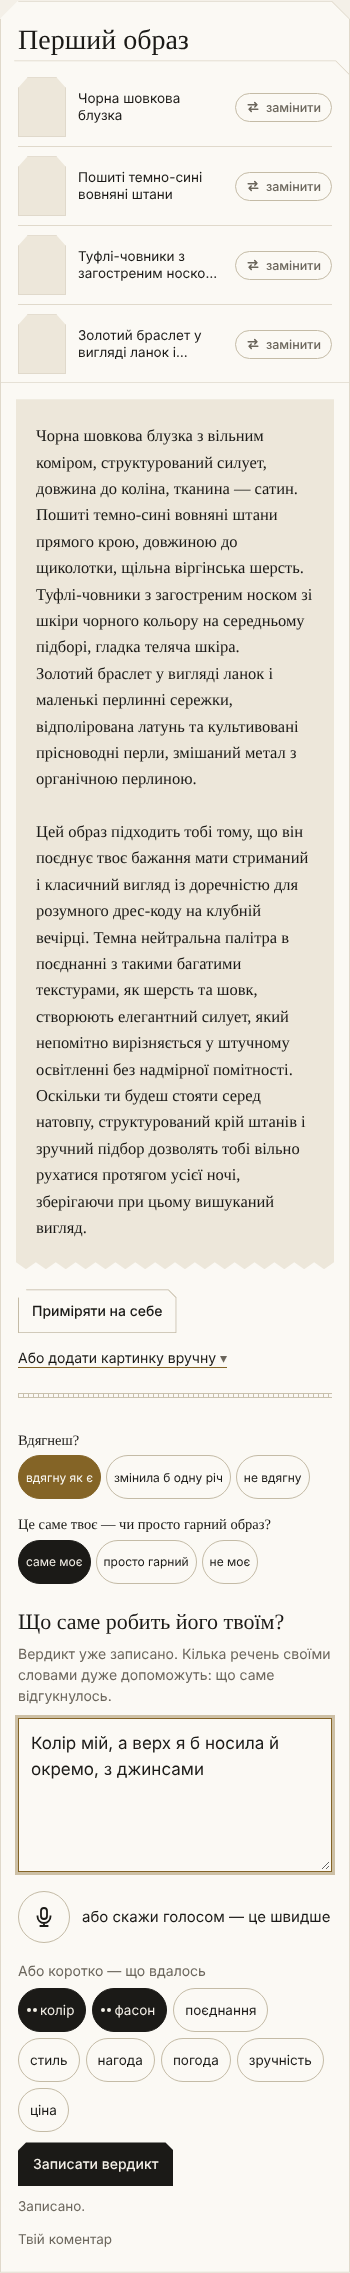 Перший образ
Чорна шовкова
блузка
замінити
Пошиті темно-сині
вовняні штани
замінити
Туфлі-човники з
загостреним носко...
замінити
Золотий браслет у
вигляді ланок і...
замінити
Чорна шовкова блузка з вільним
коміром, структурований силует,
довжина до коліна, тканина — сатин.
Пошиті темно-сині вовняні штани
прямого крою, довжиною до
щиколотки, щільна віргінська шерсть.
Туфлі-човники з загостреним носком зі
шкіри чорного кольору на середньому
підборі, гладка теляча шкіра.
Золотий браслет у вигляді ланок і
маленькі перлинні сережки,
відполірована латунь та культивовані
прісноводні перли, змішаний метал з
органічною перлиною.
Цей образ підходить тобі тому, що він
поєднує твоє бажання мати стриманий
і класичний вигляд із доречністю для
розумного дрес-коду на клубній
вечірці. Темна нейтральна палітра в
поєднанні з такими багатими
текстурами, як шерсть та шовк,
створюють елегантний силует, який
непомітно вирізняється у штучному
освітленні без надмірної помітності.
Оскільки ти будеш стояти серед
натовпу, структурований крій штанів і
зручний підбор дозволять тобі вільно
рухатися протягом усієї ночі,
зберігаючи при цьому вишуканий
вигляд.
Приміряти на себе
Або додати картинку вручну ▾
Вдягнеш?
вдягну як є
змінила б одну річ
не вдягну
Це саме твоє — чи просто гарний образ?
саме моє
просто гарний
не моє
Що саме робить його твоїм?
Вердикт уже записано. Кілька речень своїми
словами дуже допоможуть: що саме
відгукнулось.
Колір мій, а верх я б носила й
окремо, з джинсами
або скажи голосом — це швидше
Або коротко — що вдалось
•• колір
•• фасон
поєднання
стиль
нагода
погода
зручність
ціна
Записати вердикт
Записано.
Твій коментар